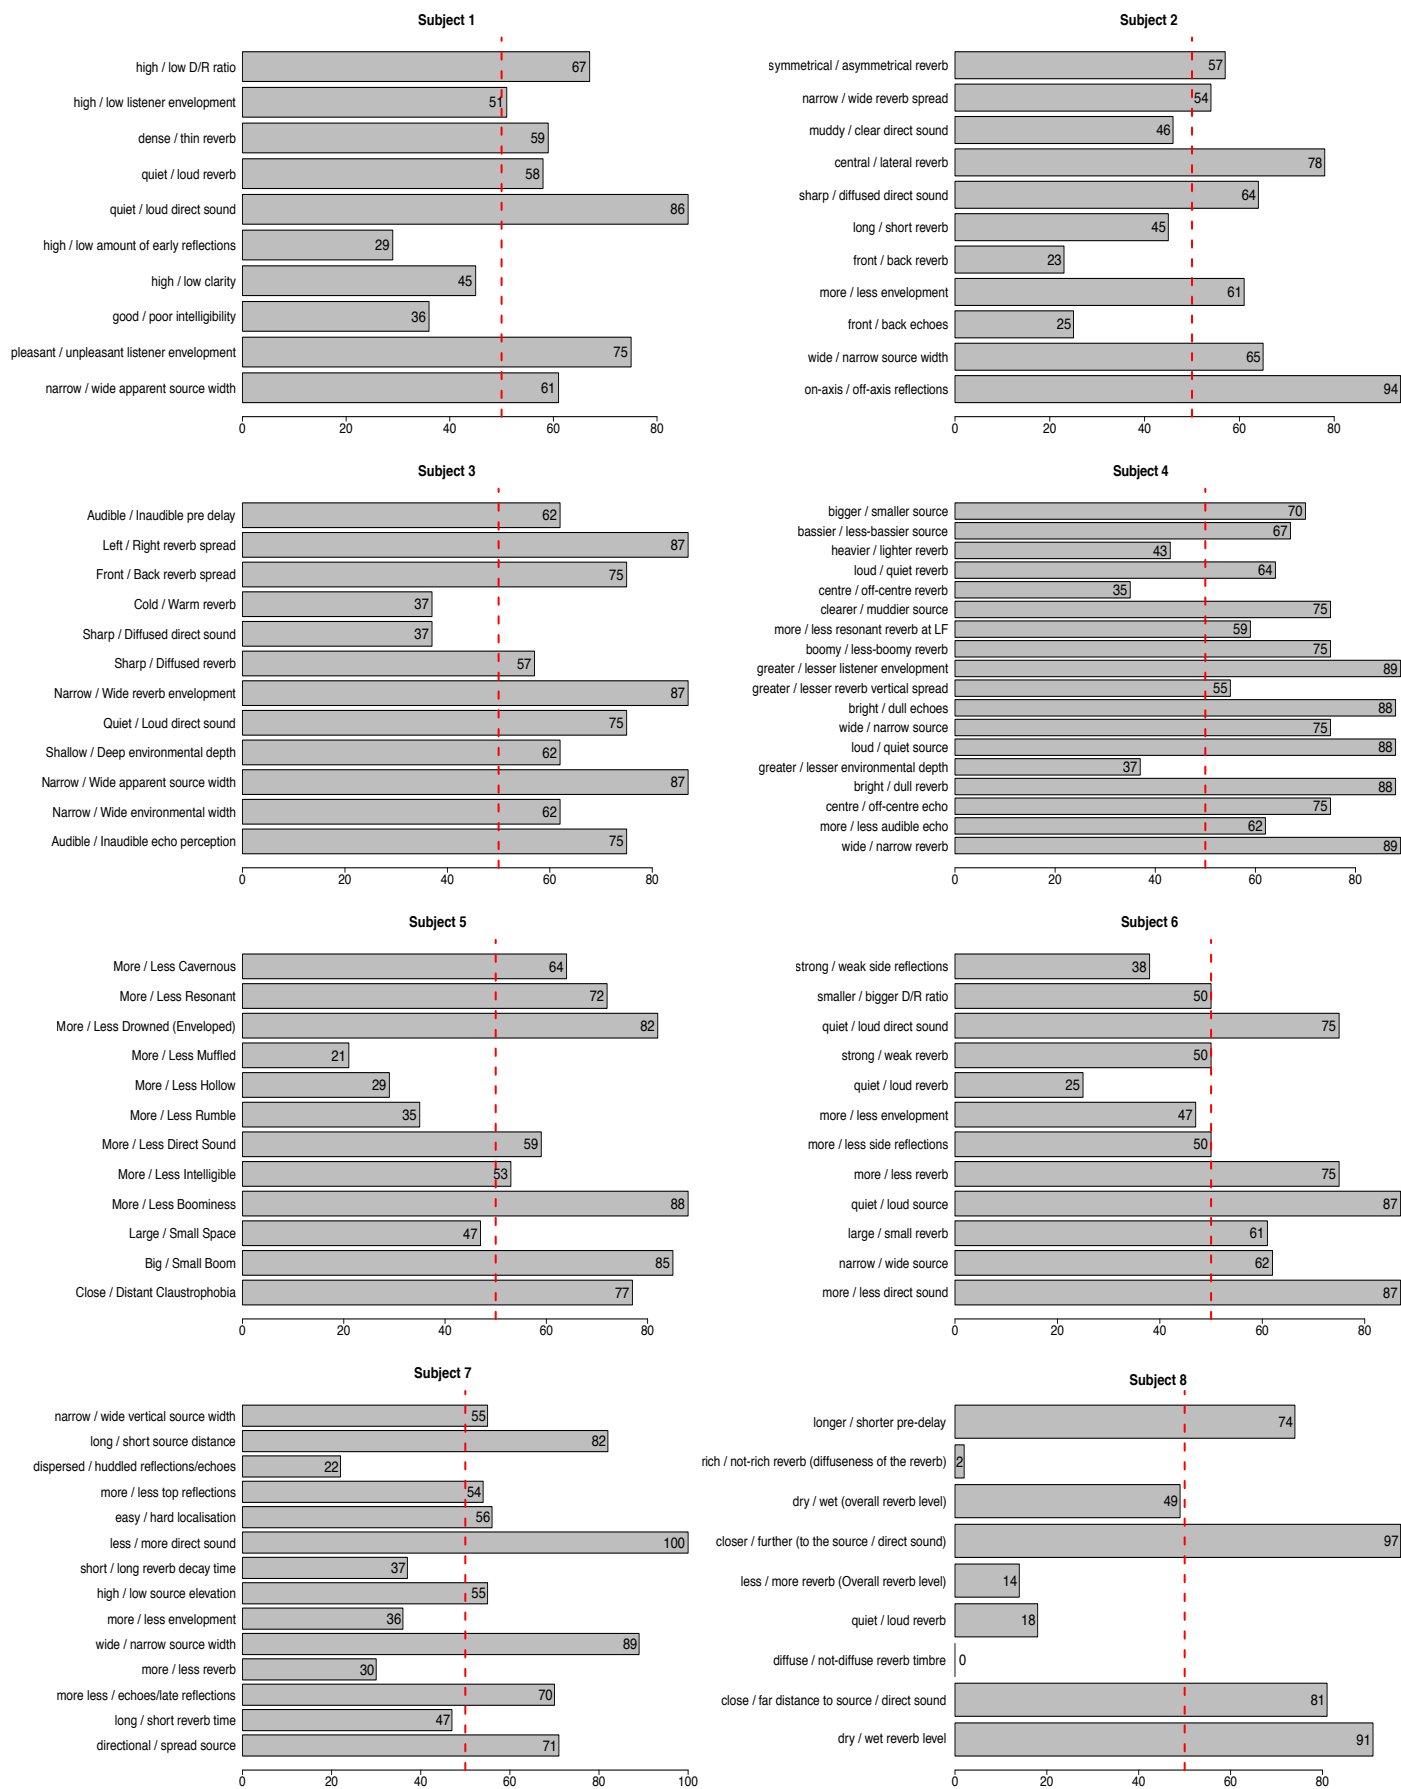 Subject 1
high / low D/R ratio 67
high / low listener envelopment 51
dense / thin reverb 59
quiet / loud reverb 58
quiet / loud direct sound 86
high / low amount of early reflections 29
high / low clarity 45
good / poor intelligibility 36
pleasant / unpleasant listener envelopment 75
narrow / wide apparent source width 61
0 20 40 60 80
Subject 2
symmetrical / asymmetrical reverb 57
narrow / wide reverb spread 54
muddy / clear direct sound 46
central / lateral reverb 78
sharp / diffused direct sound 64
long / short reverb 45
front / back reverb 23
more / less envelopment 61
front / back echoes 25
wide / narrow source width 65
on-axis / off-axis reflections 94
0 20 40 60 80
Subject 3
Audible / Inaudible pre delay 62
Left / Right reverb spread 87
Front / Back reverb spread 75
Cold / Warm reverb 37
Sharp / Diffused direct sound 37
Sharp / Diffused reverb 57
Narrow / Wide reverb envelopment 87
Quiet / Loud direct sound 75
Shallow / Deep environmental depth 62
Narrow / Wide apparent source width 87
Narrow / Wide environmental width 62
Audible / Inaudible echo perception 75
0 20 40 60 80
Subject 4
bigger / smaller source 70
bassier / less-bassier source 67
heavier / lighter reverb 43
loud / quiet reverb 64
centre / off-centre reverb 35
clearer / muddier source 75
more / less resonant reverb at LF 59
boomy / less-boomy reverb 75
greater / lesser listener envelopment 89
greater / lesser reverb vertical spread 55
bright / dull echoes 88
wide / narrow source 75
loud / quiet source 88
greater / lesser environmental depth 37
bright / dull reverb 88
centre / off-centre echo 75
more / less audible echo 62
wide / narrow reverb 89
0 20 40 60 80
Subject 5
More / Less Cavernous 64
More / Less Resonant 72
More / Less Drowned (Enveloped) 82
More / Less Muffled 21
More / Less Hollow 29
More / Less Rumble 35
More / Less Direct Sound 59
More / Less Intelligible 53
More / Less Boominess 88
Large / Small Space 47
Big / Small Boom 85
Close / Distant Claustrophobia 77
0 20 40 60 80
Subject 6
strong / weak side reflections 38
smaller / bigger D/R ratio 50
quiet / loud direct sound 75
strong / weak reverb 50
quiet / loud reverb 25
more / less envelopment 47
more / less side reflections 50
more / less reverb 75
quiet / loud source 87
large / small reverb 61
narrow / wide source 62
more / less direct sound 87
0 20 40 60 80
Subject 7
narrow / wide vertical source width 55
long / short source distance 82
dispersed / huddled reflections/echoes 22
more / less top reflections 54
easy / hard localisation 56
less / more direct sound 100
short / long reverb decay time 37
high / low source elevation 55
more / less envelopment 36
wide / narrow source width 89
more / less reverb 30
more less / echoes/late reflections 70
long / short reverb time 47
directional / spread source 71
0 20 40 60 80 100
Subject 8
longer / shorter pre-delay 74
rich / not-rich reverb (diffuseness of the reverb) 2
dry / wet (overall reverb level) 49
closer / further (to the source / direct sound) 97
less / more reverb (Overall reverb level) 14
quiet / loud reverb 18
diffuse / not-diffuse reverb timbre 0
close / far distance to source / direct sound 81
dry / wet reverb level 91
0 20 40 60 80